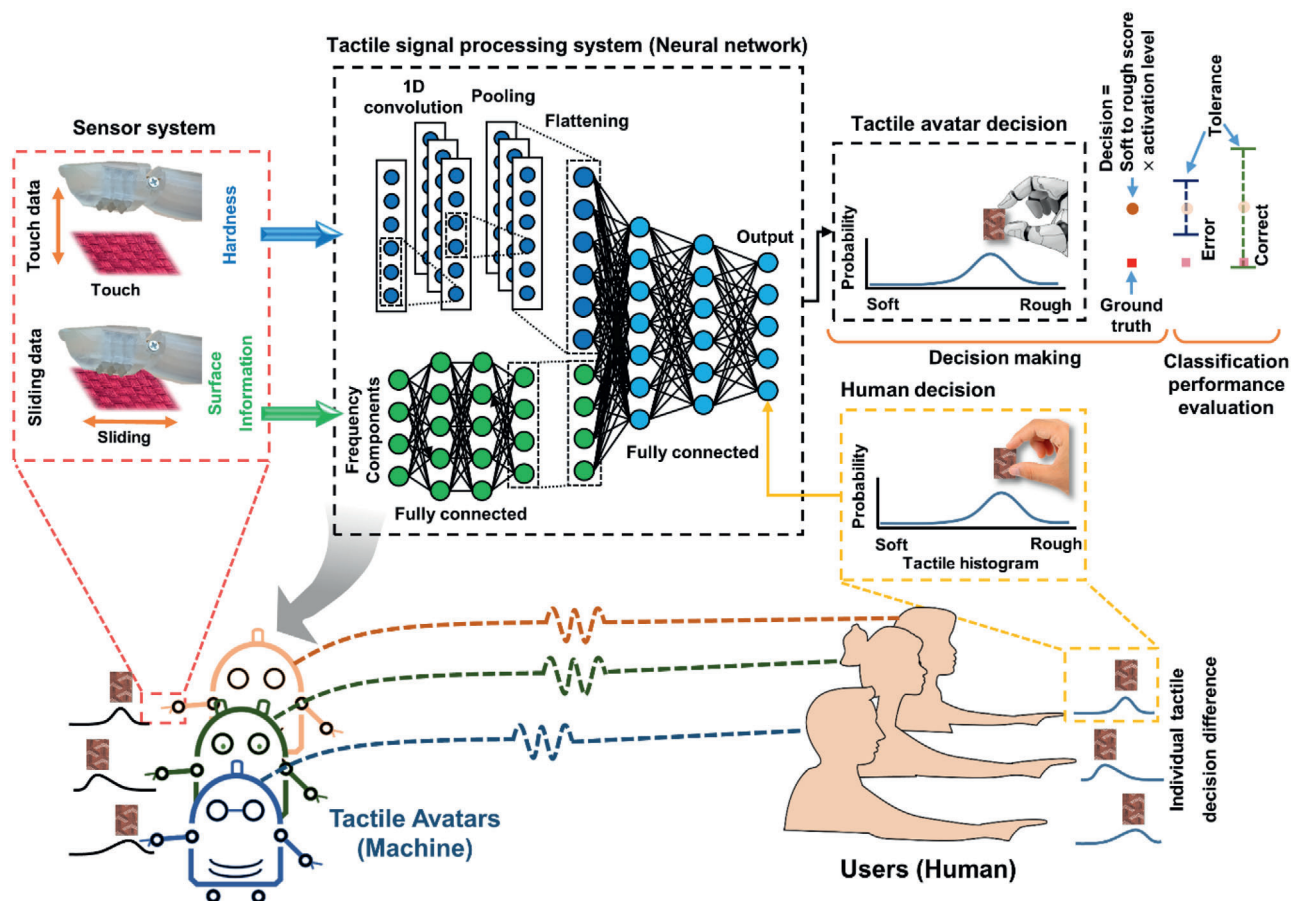 Tactile signal processing system (Neural network)
1D
convolution
Pooling
Flattening
Output
Fully connected
Frequency
Components
Fully connected
Sensor system
Touch data
Touch
Hardness
Sliding data
Sliding
Surface
Information
Tactile avatar decision
Probability
Soft
Rough
Decision =
Soft to rough score
× activation level
Ground
truth
Tolerance
Error
Correct
Decision making
Classification
performance
evaluation
Human decision
Probability
Soft
Rough
Tactile histogram
Individual tactile
decision difference
Tactile Avatars
(Machine)
Users (Human)